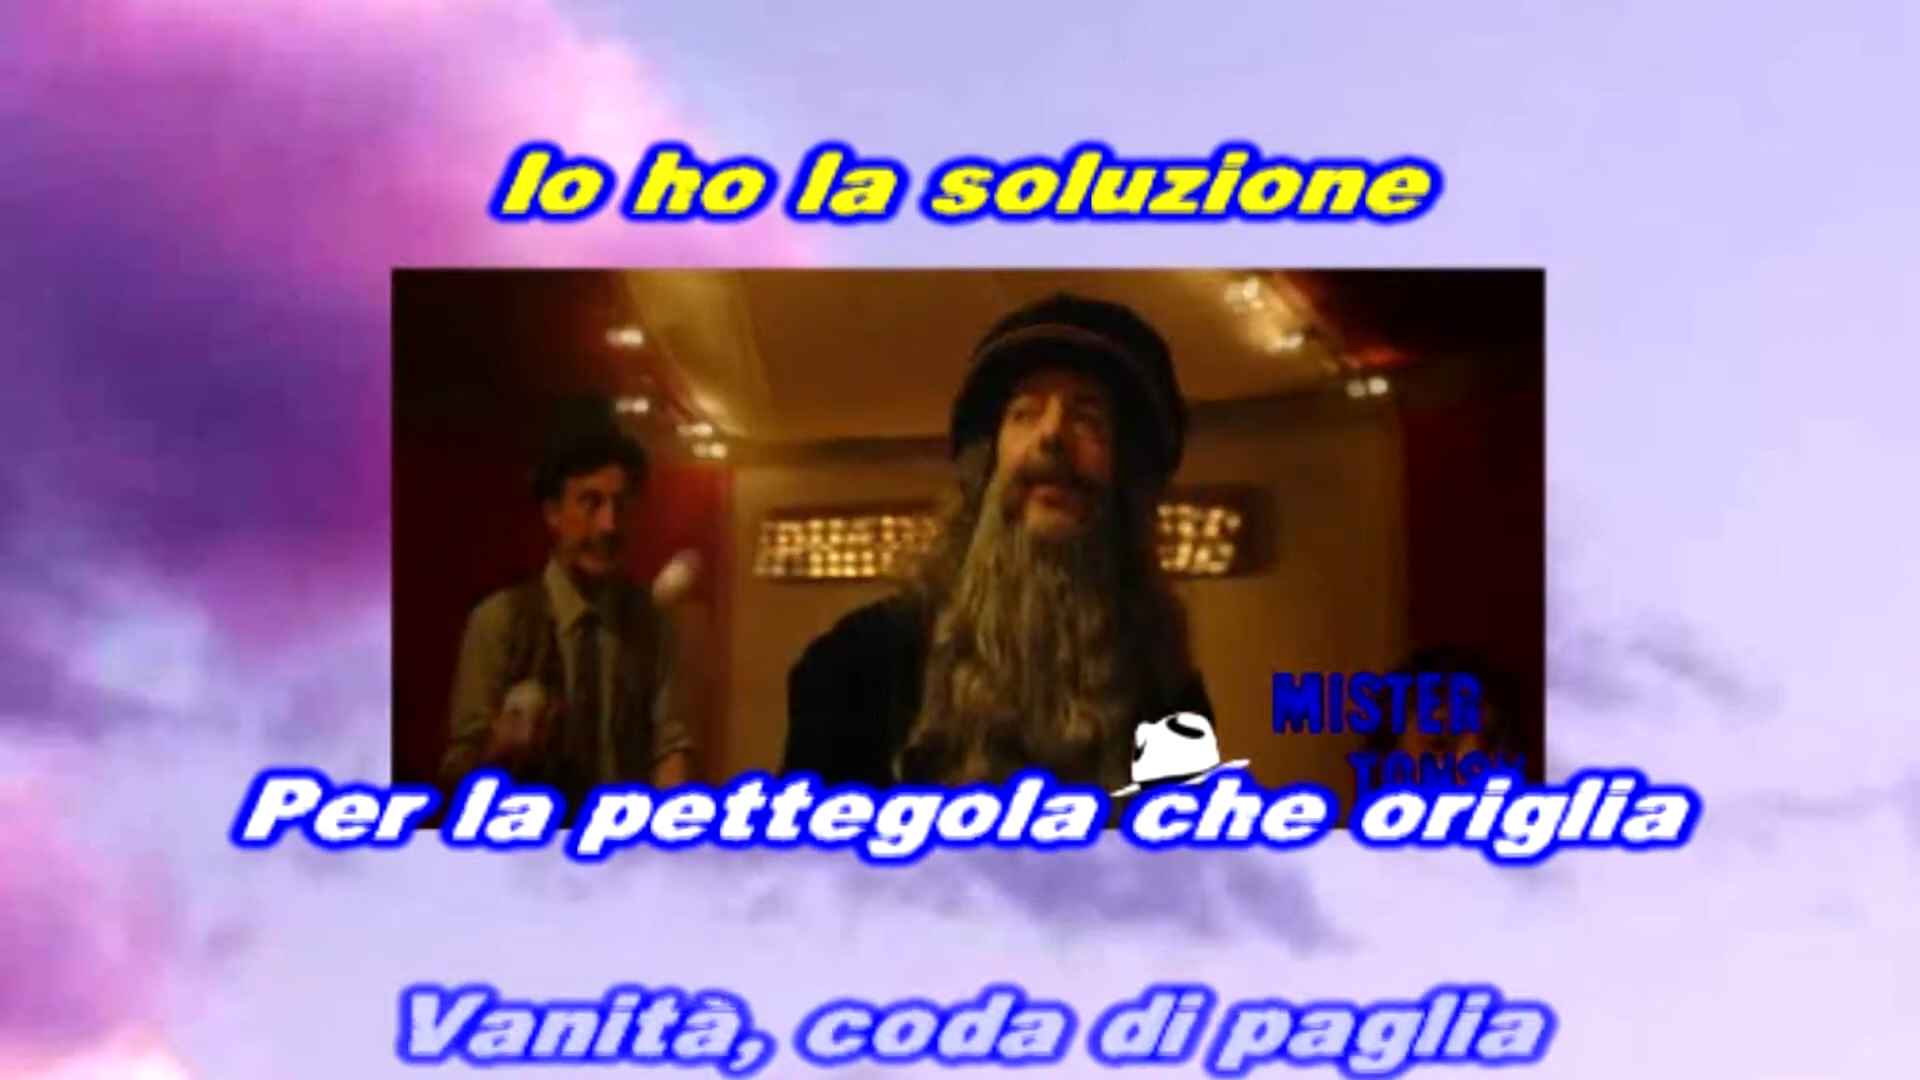 Io ho la soluzione
MISTER
Per la pettegola che origlia
Vanità, coda di paglia